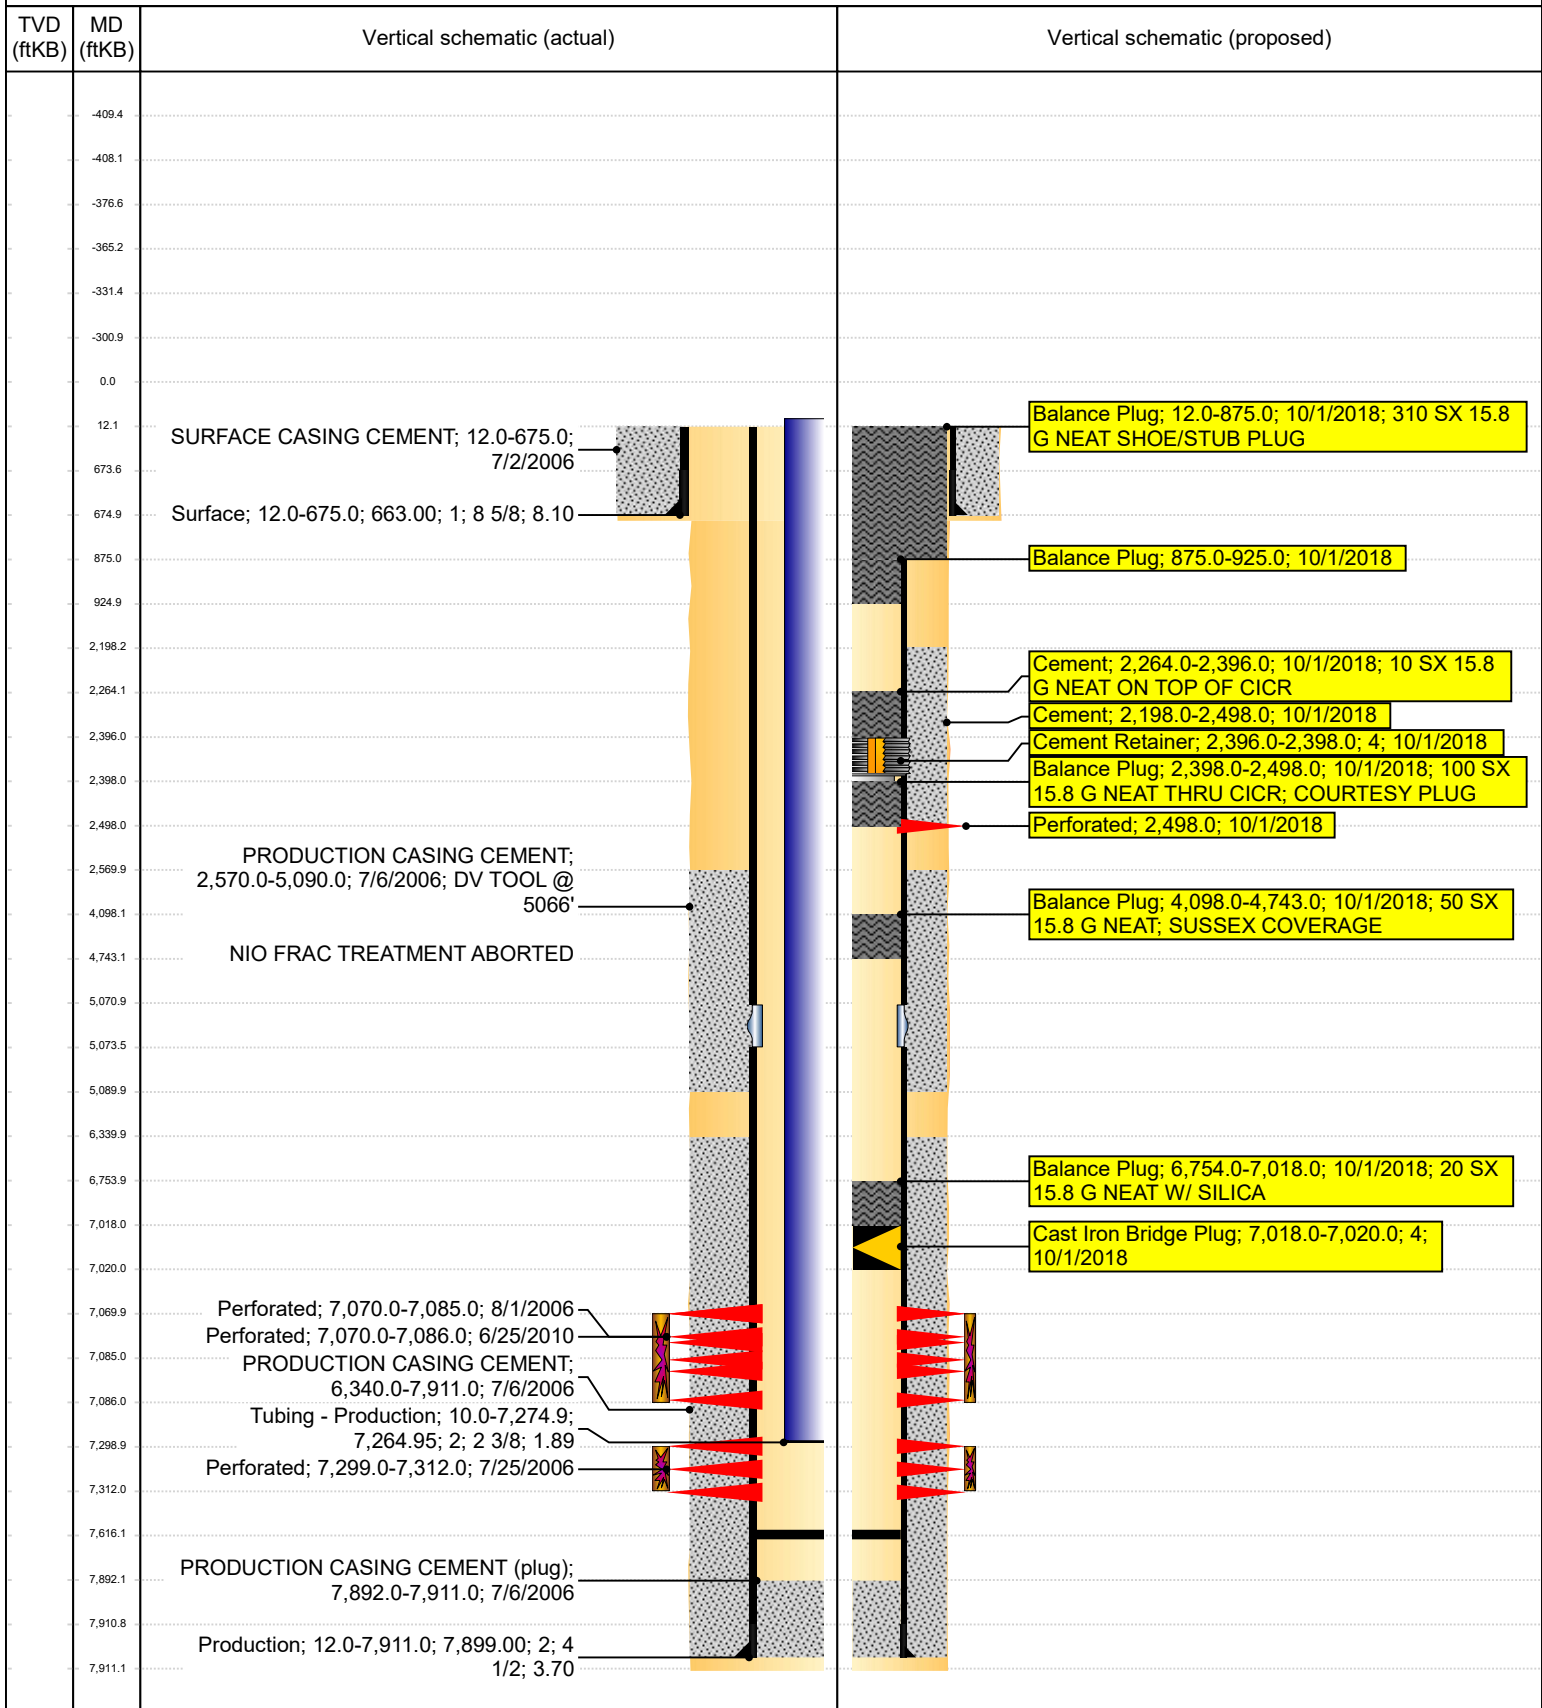 TVD
(ftKB)
MD
(ftKB)
Vertical schematic (actual)
Vertical schematic (proposed)
-409.4
-408.1
-376.6
-365.2
-331.4
-300.9
0.0
12.1
673.6
674.9
875.0
924.9
2,198.2
2,264.1
2,396.0
2,398.0
2,498.0
2,569.9
4,098.1
4,743.1
5,070.9
5,073.5
5,089.9
6,339.9
6,753.9
7,018.0
7,020.0
7,069.9
7,085.0
7,086.0
7,298.9
7,312.0
7,616.1
7,892.1
7,910.8
7,911.1
SURFACE CASING CEMENT; 12.0-675.0;
7/2/2006
Surface; 12.0-675.0; 663.00; 1; 8 5/8; 8.10
PRODUCTION CASING CEMENT;
2,570.0-5,090.0; 7/6/2006; DV TOOL @
5066'
NIO FRAC TREATMENT ABORTED
Perforated; 7,070.0-7,085.0; 8/1/2006
Perforated; 7,070.0-7,086.0; 6/25/2010
PRODUCTION CASING CEMENT;
6,340.0-7,911.0; 7/6/2006
Tubing - Production; 10.0-7,274.9;
7,264.95; 2; 2 3/8; 1.89
Perforated; 7,299.0-7,312.0; 7/25/2006
PRODUCTION CASING CEMENT (plug);
7,892.0-7,911.0; 7/6/2006
Production; 12.0-7,911.0; 7,899.00; 2; 4
1/2; 3.70
Balance Plug; 12.0-875.0; 10/1/2018; 310 SX 15.8
G NEAT SHOE/STUB PLUG
Balance Plug; 875.0-925.0; 10/1/2018
Cement; 2,264.0-2,396.0; 10/1/2018; 10 SX 15.8
G NEAT ON TOP OF CICR
Cement; 2,198.0-2,498.0; 10/1/2018
Cement Retainer; 2,396.0-2,398.0; 4; 10/1/2018
Balance Plug; 2,398.0-2,498.0; 10/1/2018; 100 SX
15.8 G NEAT THRU CICR; COURTESY PLUG
Perforated; 2,498.0; 10/1/2018
Balance Plug; 4,098.0-4,743.0; 10/1/2018; 50 SX
15.8 G NEAT; SUSSEX COVERAGE
Balance Plug; 6,754.0-7,018.0; 10/1/2018; 20 SX
15.8 G NEAT W/ SILICA
Cast Iron Bridge Plug; 7,018.0-7,020.0; 4;
10/1/2018